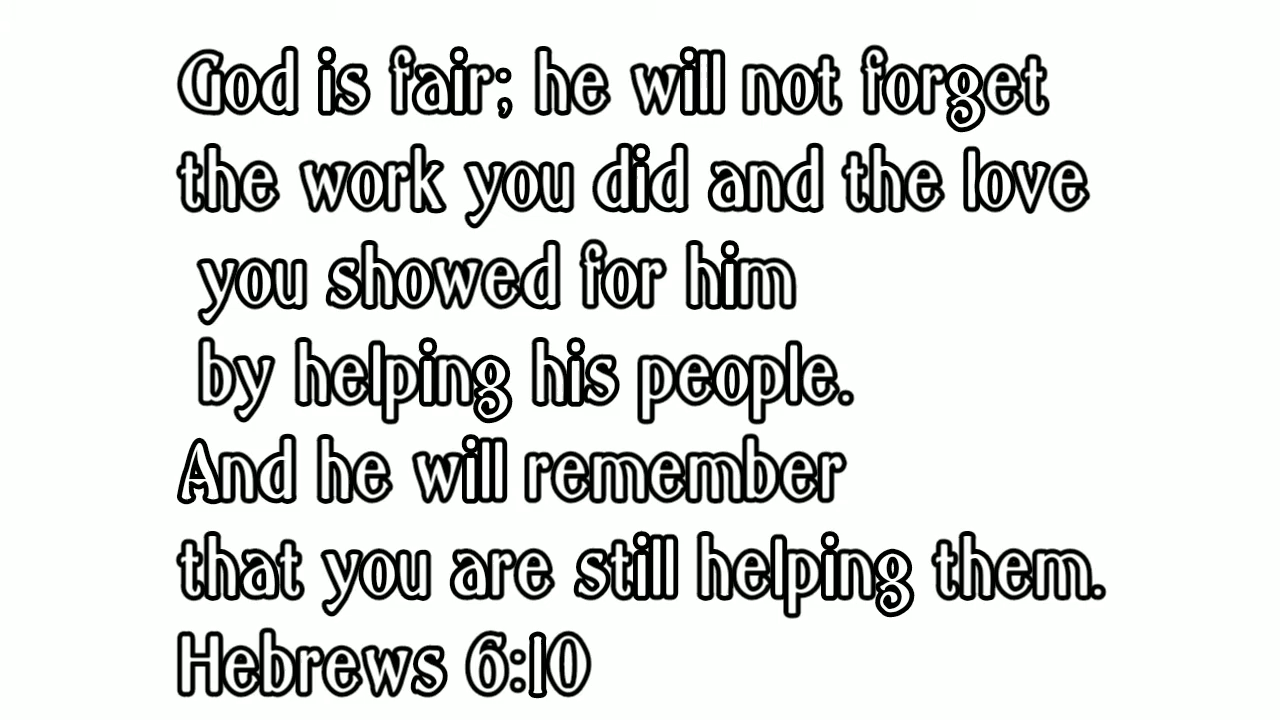 God is fair; he will not forget
the work you did and the love
you showed for him
by helping his people.
And he will remember
that you are still helping them.
Hebrews 6:10